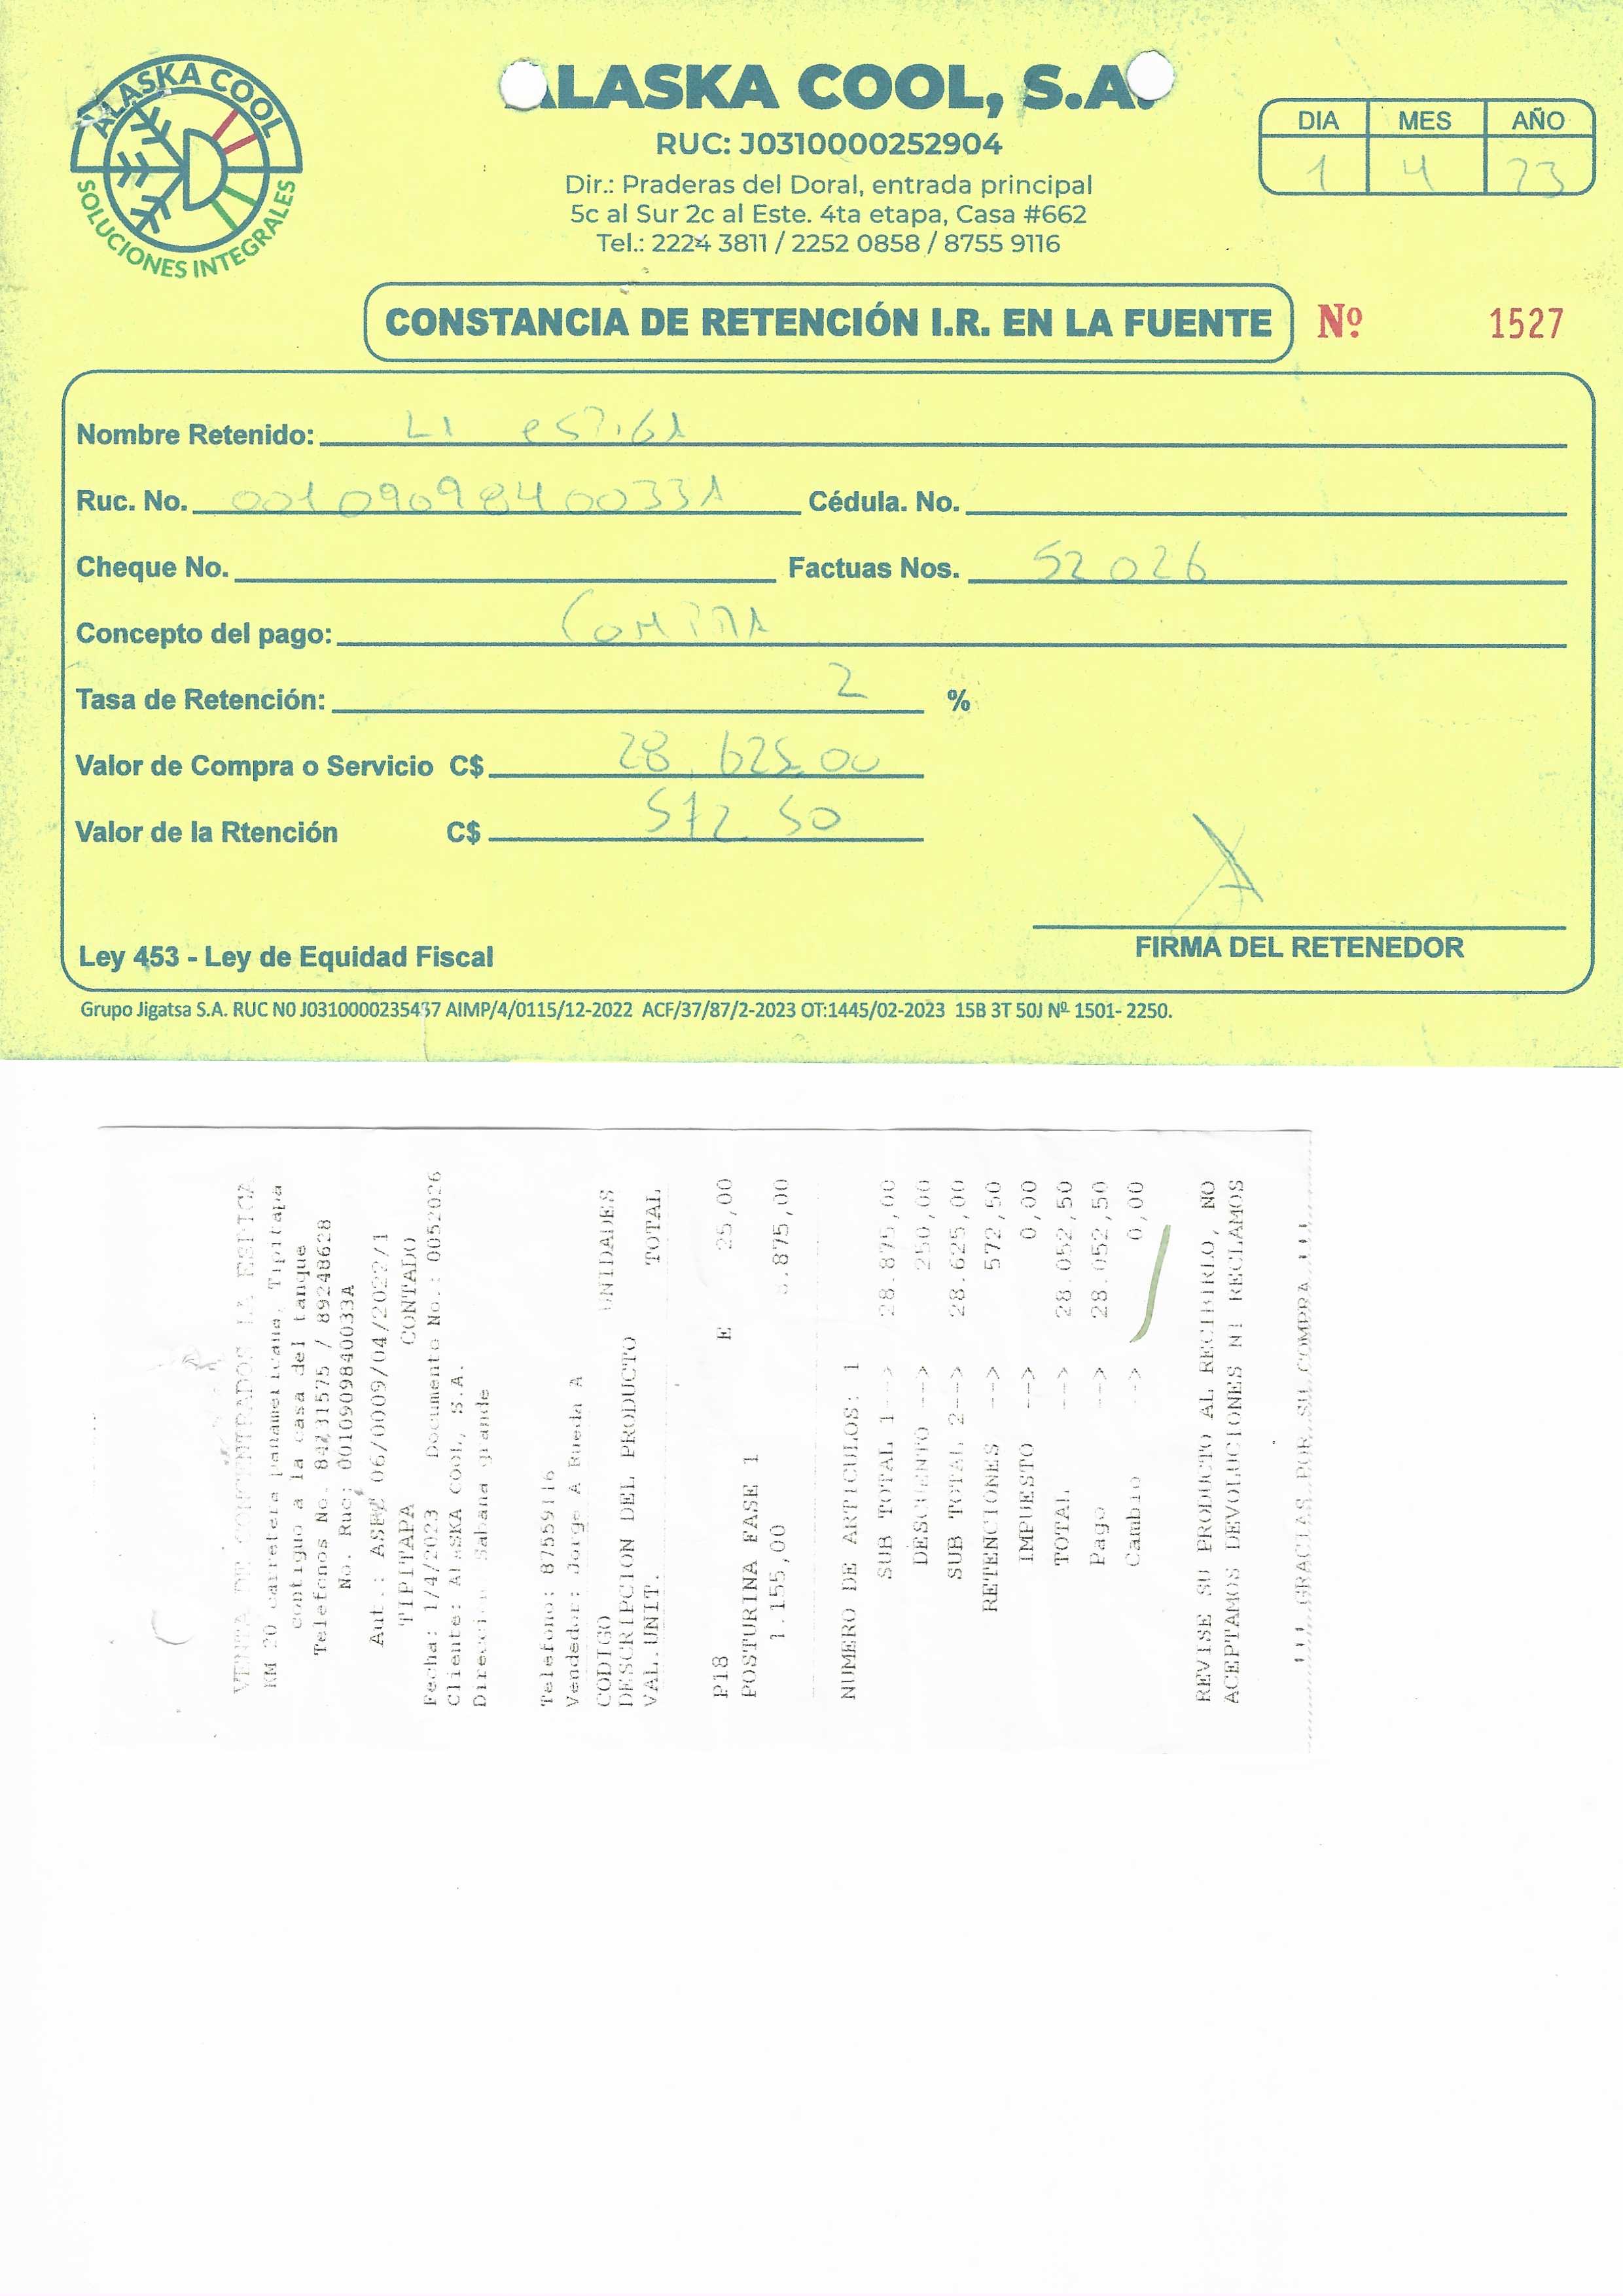 ALASKA COOL
SOLUCIONES INTEGRALES
ALASKA COOL, S.A.
RUC: J0310000252904
Dir.: Praderas del Doral, entrada principal
5c al Sur 2c al Este. 4ta etapa, Casa #662
Tel.: 2224 3811 / 2252 0858 / 8755 9116
DIA MES AÑO
1 4 23
CONSTANCIA DE RETENCIÓN I.R. EN LA FUENTE Nº 1527
Nombre Retenido: LA espiga
Ruc. No. 0010909840033A Cédula. No.
Cheque No. Factuas Nos. 52026
Concepto del pago: Compra
Tasa de Retención: 2 %
Valor de Compra o Servicio C$ 28,625.00
Valor de la Rtención C$ 572.50
Ley 453 - Ley de Equidad Fiscal
FIRMA DEL RETENEDOR
Grupo Jigatsa S.A. RUC N0 J0310000235437 AIMP/4/0115/12-2022 ACF/37/87/2-2023 OT:1445/02-2023 15B 3T 50J Nº 1501- 2250.
VENTA DE CONCENTRADOS LA ESPIGA
KM 20 carretera Panamericana, Tipitapa
contiguo a la casa del tanque
Telefonos No. 84231575 / 89248628
No. Ruc: 0010909840033A
Aut.: 06/0009/04/2022/1
TIPITAPA CONTADO
Fecha: 1/4/2023 Documento No.: 0052026
Cliente: AlaSKA COOL, S.A.
Direccion Sabana grande
Telefono: 87559116
Vendedor: Jorge A Rueda A
CODIGO UNIDADES
DESCRIPCION DEL PRODUCTO
VAL.UNIT. TOTAL
P18 E 25,00
POSTURINA FASE 1
1.155,00 .875,00
NUMERO DE ARTICULOS: 1
SUB TOTAL 1---> 28.875,00
DESCUENTO ---> 250,00
SUB TOTAL 2---> 28.625,00
RETENCIONES ---> 572,50
IMPUESTO ---> 0,00
TOTAL ---> 28.052,50
Pago ---> 28.052,50
Cambio ---> 0,00
REVISE SU PRODUCTO AL RECIBIRLO, NO
ACEPTAMOS DEVOLUCIONES NI RECLAMOS
!!! GRACIAS POR SU COMPRA !!!